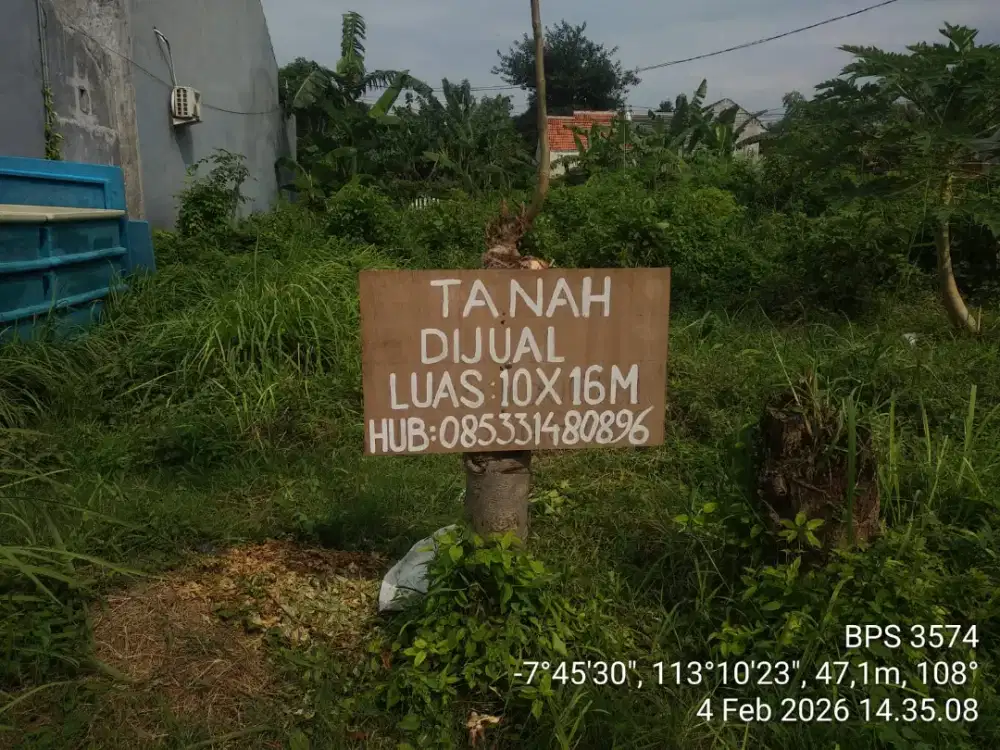 TANAH
DIJUAL
LUAS:10X16M
HUB:085331480896
BPS 3574
-7°45'30", 113°10'23", 47,1m, 108°
4 Feb 2026 14.35.08